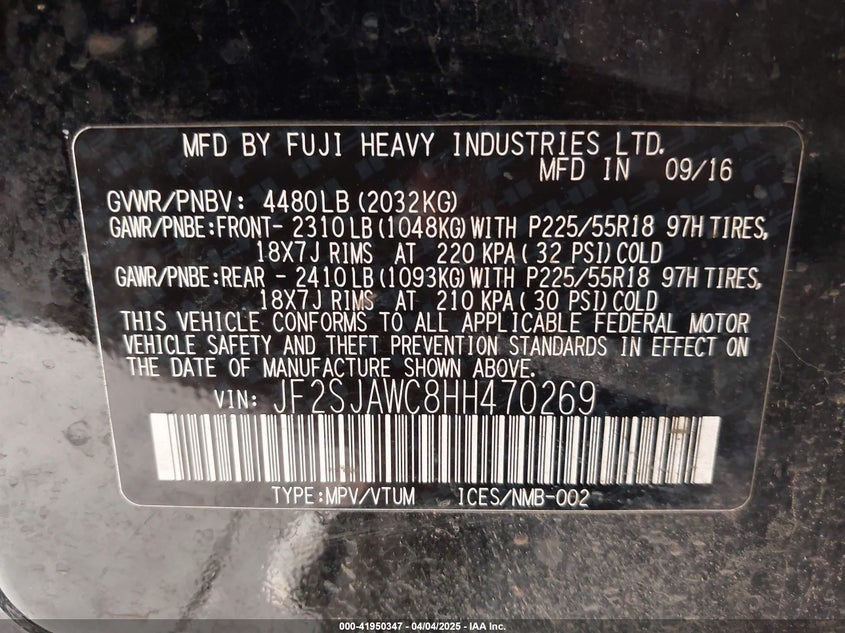 MFD BY FUJI HEAVY INDUSTRIES LTD.
MFD IN 09/16
GVWR/PNBV: 4480LB (2032KG)
GAWR/PNBE:FRONT- 2310LB (1048KG) WITH P225/55R18 97H TIRES,
18X7J RIMS AT 220 KPA ( 32 PSI) COLD
GAWR/PNBE:REAR - 2410LB (1093KG) WITH P225/55R18 97H TIRES,
18X7J RIMS AT 210 KPA ( 30 PSI) COLD
THIS VEHICLE CONFORMS TO ALL APPLICABLE FEDERAL MOTOR
VEHICLE SAFETY AND THEFT PREVENTION STANDARDS IN EFFECT ON
THE DATE OF MANUFACTURE SHOWN ABOVE.
VIN: JF2SJAWC8HH470269
TYPE:MPV/VTUM ICES/NMB-002
000-41950347 - 04/04/2025 - IAA Inc.